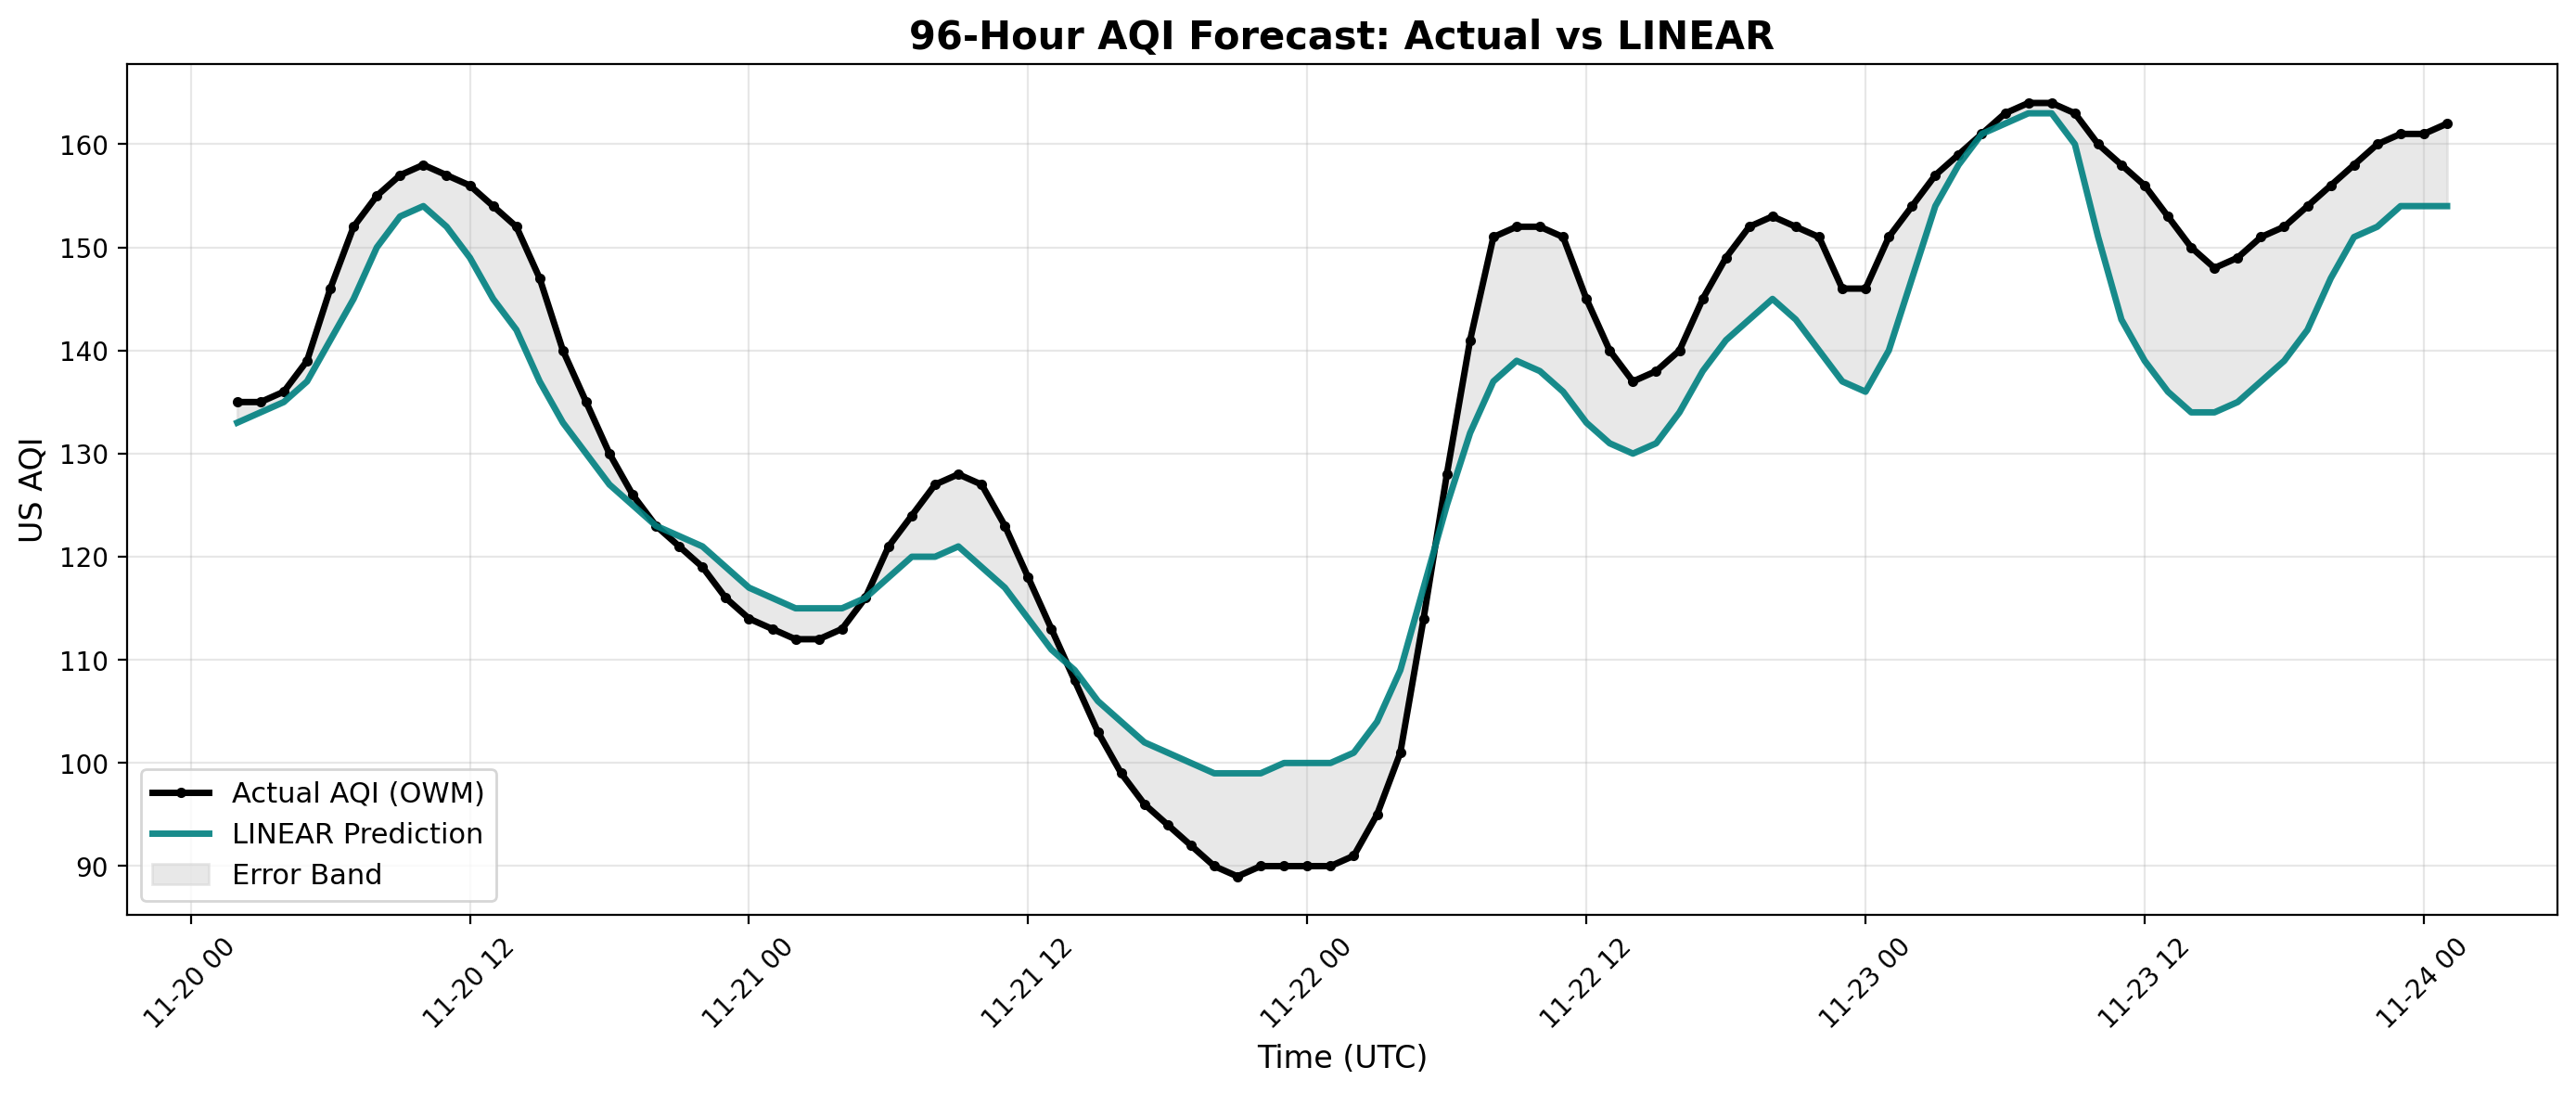 96-Hour AQI Forecast: Actual vs LINEAR
US AQI
160
150
140
130
120
110
100
90
Actual AQI (OWM)
LINEAR Prediction
Error Band
11-20 00
11-20 12
11-21 00
11-21 12
11-22 00
11-22 12
11-23 00
11-23 12
11-24 00
Time (UTC)